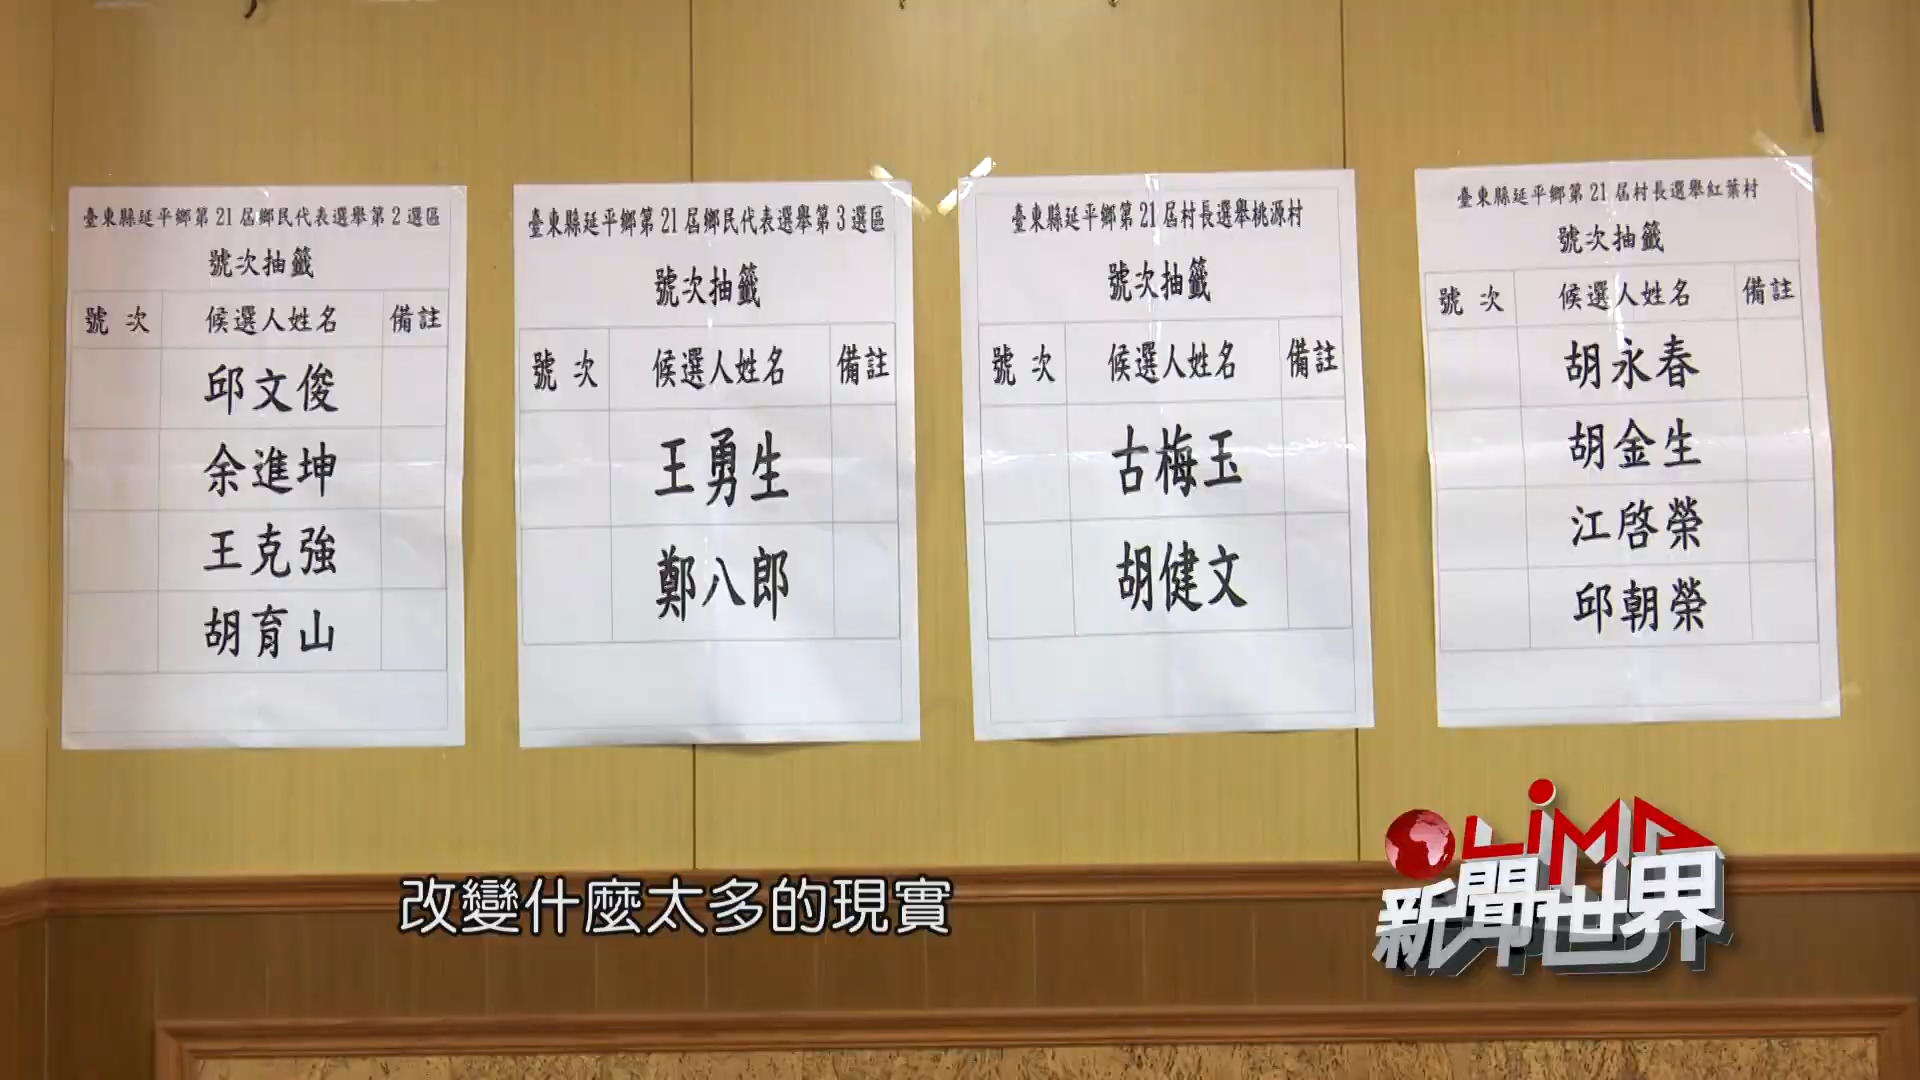 臺東縣延平鄉第21屆鄉民代表選舉第2選區
號次抽籤
號次 候選人姓名 備註
邱文俊
余進坤
王克強
胡育山
臺東縣延平鄉第21屆鄉民代表選舉第3選區
號次抽籤
號次 候選人姓名 備註
王勇生
鄭八郎
臺東縣延平鄉第21屆村長選舉桃源村
號次抽籤
號次 候選人姓名 備註
古梅玉
胡健文
臺東縣延平鄉第21屆村長選舉紅葉村
號次抽籤
號次 候選人姓名 備註
胡永春
胡金生
江啓榮
邱朝榮
改變什麼太多的現實
LiMA
新聞世界